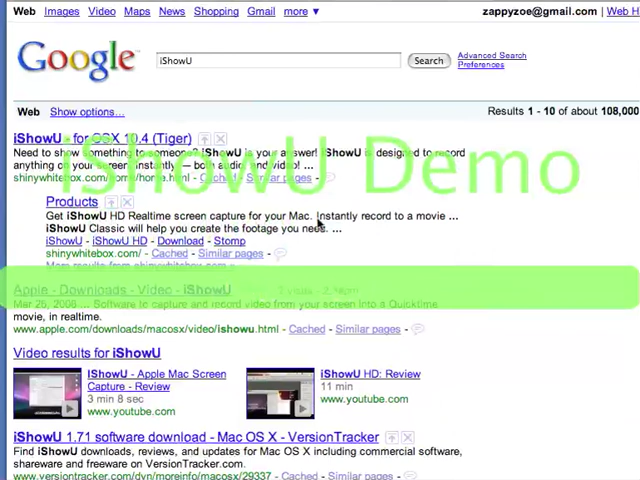 Web Images Video Maps News Shopping Gmail more ▼ zappyzoe@gmail.com | Web H
Google iShowU Search Advanced Search
Preferences
Web Show options... Results 1 - 10 of about 108,000
iShowU - for OSX 10.4 (Tiger)
Need to show something to someone? iShowU is your answer! iShowU is designed to record
anything on your screen, instantly — both audio and video! ...
shinywhitebox.com/home/home.html - Cached - Similar pages -
iShowU Demo
Products
Get iShowU HD Realtime screen capture for your Mac. Instantly record to a movie ...
iShowU Classic will help you create the footage you need. ...
iShowU - iShowU HD - Download - Stomp
shinywhitebox.com/ - Cached - Similar pages -
More results from shinywhitebox.com »
Apple - Downloads - Video - iShowU
Mar 26, 2006 ... Software to capture and record video from your screen into a Quicktime
movie, in realtime.
www.apple.com/downloads/macosx/video/ishowu.html - Cached - Similar pages -
Video results for iShowU
iShowU - Apple Mac Screen
Capture - Review
3 min 8 sec
www.youtube.com
iShowU HD: Review
11 min
www.youtube.com
iShowU 1.71 software download - Mac OS X - VersionTracker
Find iShowU downloads, reviews, and updates for Mac OS X including commercial software,
shareware and freeware on VersionTracker.com.
www.versiontracker.com/dyn/moreinfo/macosx/29337 - Cached - Similar pages -